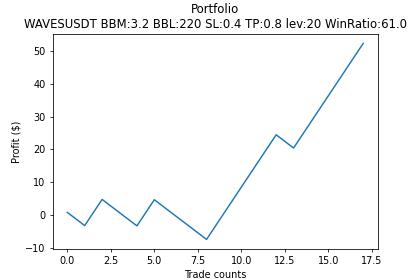 Portfolio
WAVESUSDT BBM:3.2 BBL:220 SL:0.4 TP:0.8 lev:20 WinRatio:61.0
50
40
30
20
10
0
−10
Profit ($)
0.0 2.5 5.0 7.5 10.0 12.5 15.0 17.5
Trade counts